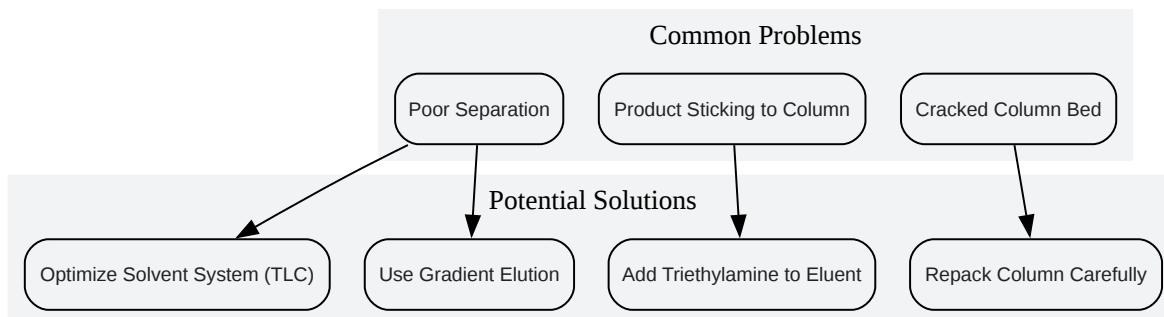 Common Problems
Poor Separation
Product Sticking to Column
Cracked Column Bed
Potential Solutions
Optimize Solvent System (TLC)
Use Gradient Elution
Add Triethylamine to Eluent
Repack Column Carefully